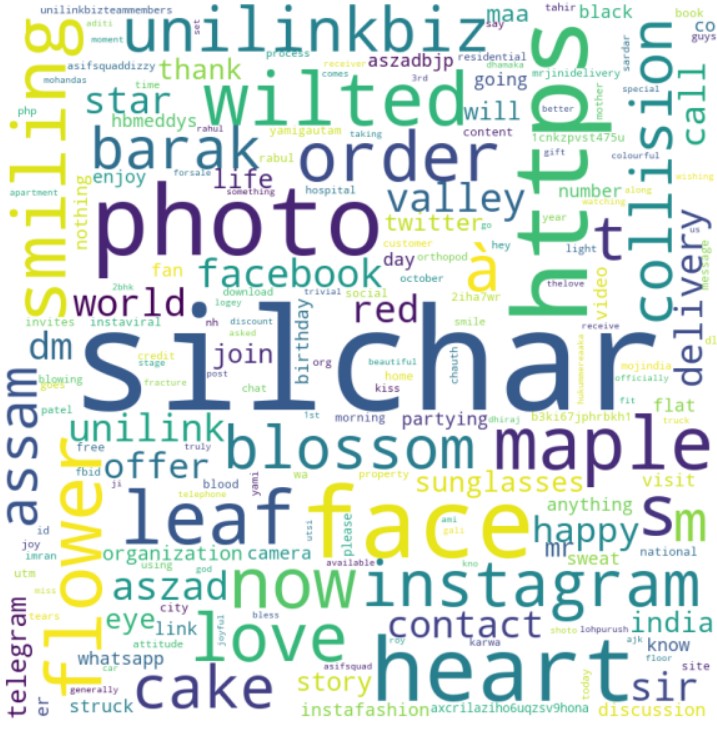 unilinkbizteammembers
set
maa
say
black
book
co
guys
aditi
moment
unilinkbiz
process
tahir
smiling
asifsquaddizzy
thank
receiver
comes
aszadbjp
residential
https
sardar
collision
call
mohandas
star
time
wilted
dhamaka
3rd
going
will
mrjinidelivery
better
mother
special
php
hbmeddys
rahul
yamigautam
taking
content
1cnkzpvst475u
barak
order
rabul
forsale
gift
colourful
wishing
apartment
enjoy
life
something
hospital
valley
number
along
watching
nothing
photo
twitter
go
year
t
delivery
us
message
customer
day
orthopod
hey
light
fan
facebook
à
video
october
thelove
world
download
social
2iha7wr
2bhk
logey
trivial
red
smile
receive
dl
invites
instaviral
nh
discount
birthday
dm
silchar
asked
join
org
beautiful
chauth
hukummereaaka
mojindia
officially
credit
stage
post
home
blowing
goes
fracture
chat
kiss
fit
flat
truck
patel
assam
1st
morning
partying
dhiraj
b3ki67jphrbkh1
unilink
blossom
maple
free
truly
fbid
offer
wa
property
sunglasses
visit
ji
blood
yami
flower
leaf
telephone
face
ami
gali
anything
s
m
id
utsi
please
happy
joy
imran
organization
camera
mr
national
available
sweat
utm
using
god
kno
aszad
now
instagram
miss
city
bless
tears
eye
link
love
joyful
contact
shoto
lohpurush
india
telegram
attitude
roy
karwa
ajk
know
whatsapp
car
asifsquad
heart
floor
site
generally
cake
story
today
sir
er
struck
instafashion
axcrilaziho6uqzsv9hona
discussion